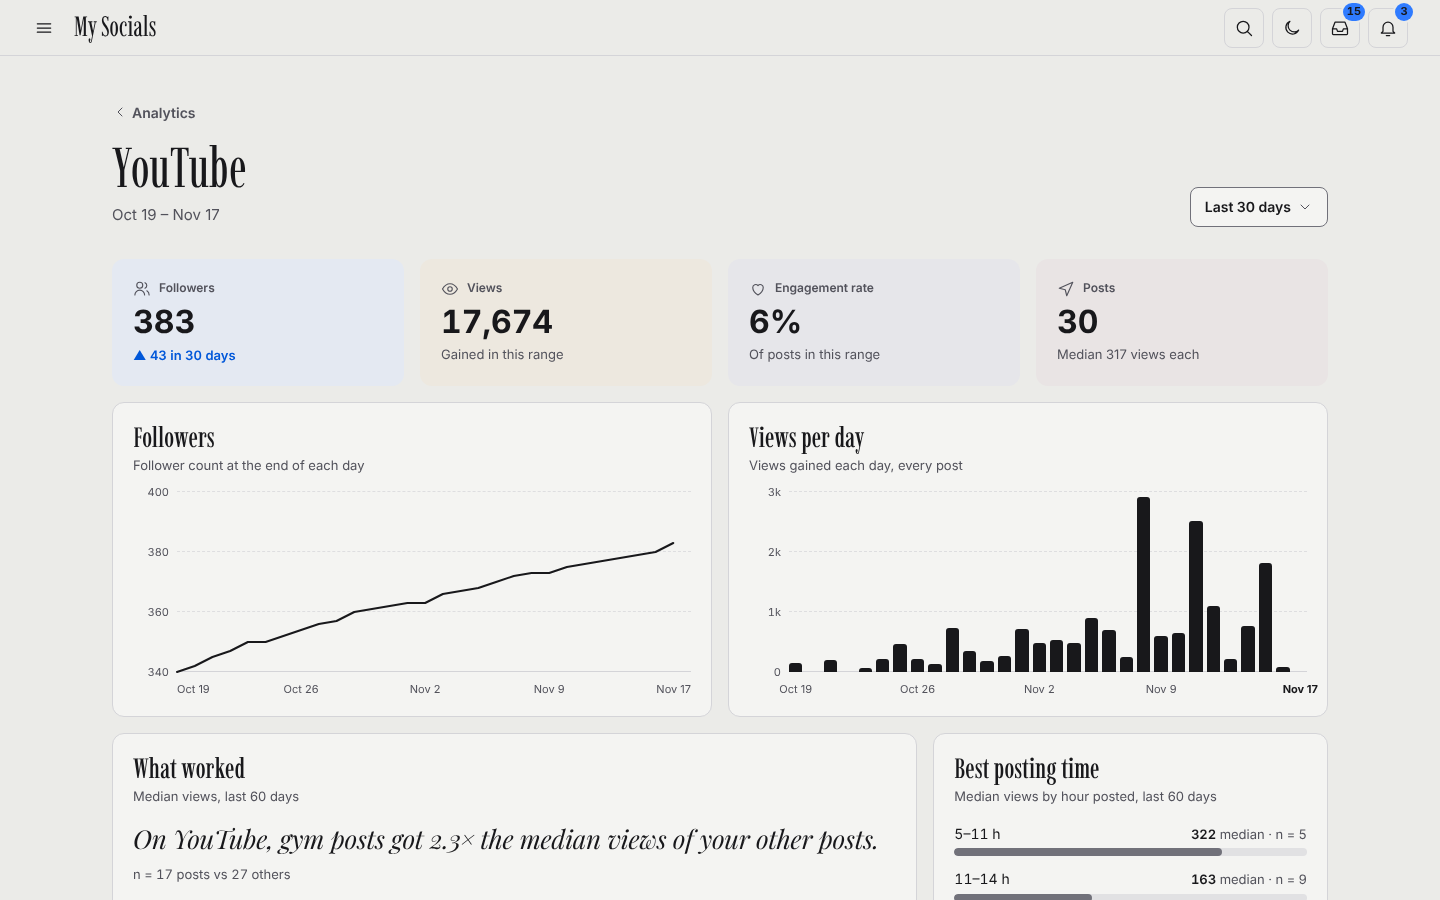 My Socials
15
3
Analytics
YouTube
Oct 19 – Nov 17
Last 30 days
Followers
383
▲ 43 in 30 days
Views
17,674
Gained in this range
Engagement rate
6%
Of posts in this range
Posts
30
Median 317 views each
Followers
Follower count at the end of each day
400
380
360
340
Oct 19
Oct 26
Nov 2
Nov 9
Nov 17
Views per day
Views gained each day, every post
3k
2k
1k
0
Oct 19
Oct 26
Nov 2
Nov 9
Nov 17
What worked
Median views, last 60 days
On YouTube, gym posts got 2.3× the median views of your other posts.
n = 17 posts vs 27 others
Best posting time
Median views by hour posted, last 60 days
5–11 h
322 median · n = 5
11–14 h
163 median · n = 9